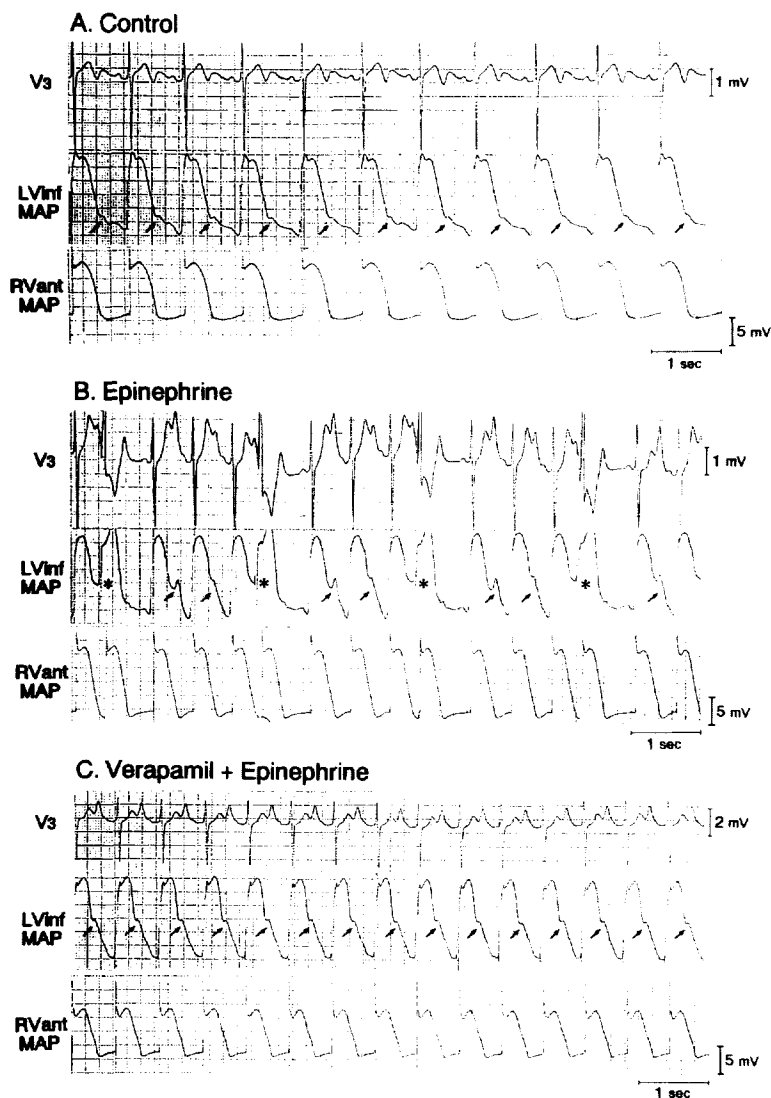 A. Control
V3
1 mV
LVinf
MAP
RVant
MAP
5 mV
1 sec
B. Epinephrine
V3
1 mV
LVinf
MAP
*
*
*
*
RVant
MAP
5 mV
1 sec
C. Verapamil + Epinephrine
V3
2 mV
LVinf
MAP
RVant
MAP
5 mV
1 sec